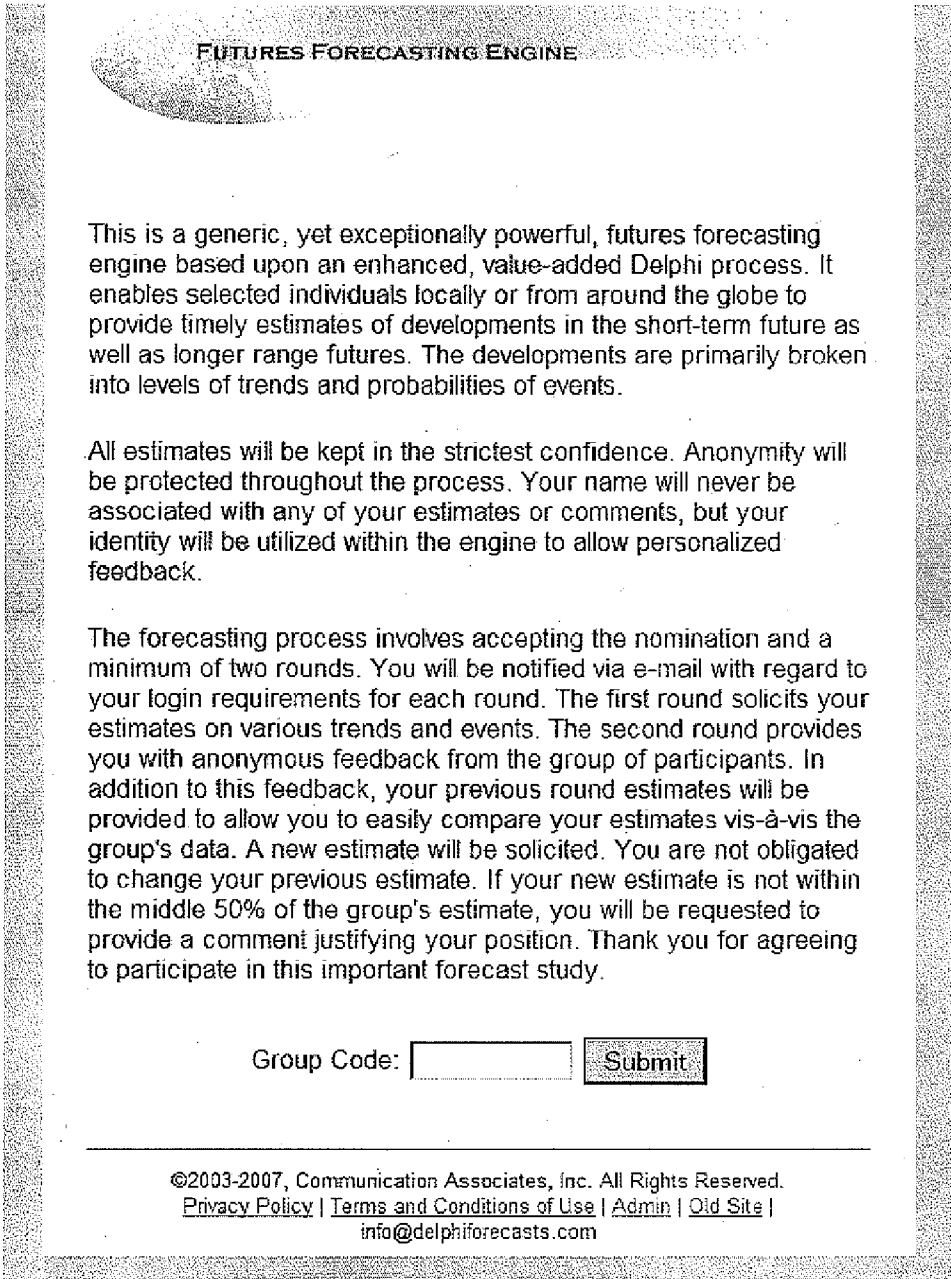 FUTURES FORECASTING ENGINE
This is a generic, yet exceptionally powerful, futures forecasting
engine based upon an enhanced, value-added Delphi process. It
enables selected individuals locally or from around the globe to
provide timely estimates of developments in the short-term future as
well as longer range futures. The developments are primarily broken
into levels of trends and probabilities of events.
All estimates will be kept in the strictest confidence. Anonymity will
be protected throughout the process. Your name will never be
associated with any of your estimates or comments, but your
identity will be utilized within the engine to allow personalized
feedback.
The forecasting process involves accepting the nomination and a
minimum of two rounds. You will be notified via e-mail with regard to
your login requirements for each round. The first round solicits your
estimates on various trends and events. The second round provides
you with anonymous feedback from the group of participants. In
addition to this feedback, your previous round estimates will be
provided to allow you to easily compare your estimates vis-à-vis the
group's data. A new estimate will be solicited. You are not obligated
to change your previous estimate. If your new estimate is not within
the middle 50% of the group's estimate, you will be requested to
provide a comment justifying your position. Thank you for agreeing
to participate in this important forecast study.
Group Code: Submit
©2003-2007, Communication Associates, Inc. All Rights Reserved.
Privacy Policy | Terms and Conditions of Use | Admin | Old Site |
info@delphiforecasts.com